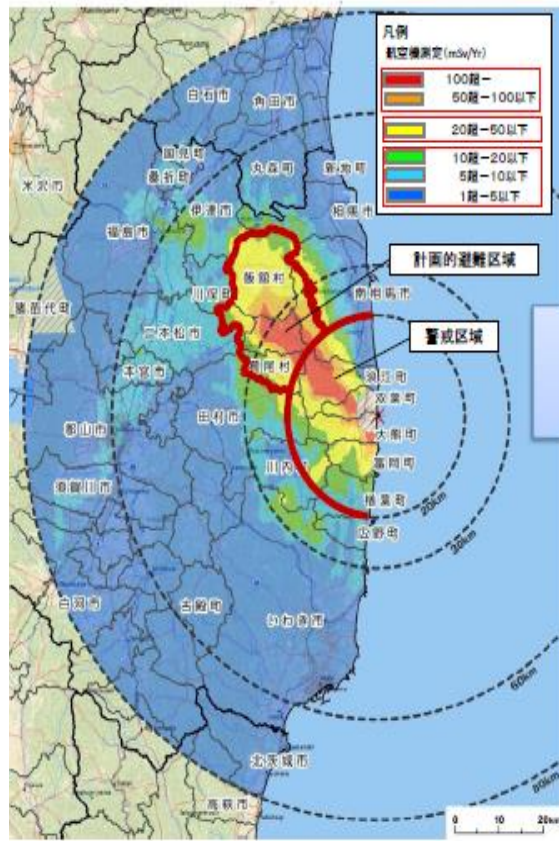 凡例
航空機測定(mSv/Yr)
100超−
50超−100以下
20超−50以下
10超−20以下
5超−10以下
1超−5以下
白石市
角田市
国見町
丸森町
新地町
桑折町
米沢市
伊達市
相馬市
福島市
計画的避難区域
飯舘村
川俣町
南相馬市
猪苗代町
二本松市
警戒区域
葛尾村
浪江町
本宮市
双葉町
田村市
大熊町
郡山市
川内村
富岡町
須賀川市
楢葉町
20km
広野町
30km
白河市
古殿町
いわき市
60km
北茨城市
80km
高萩市
0 10 20km